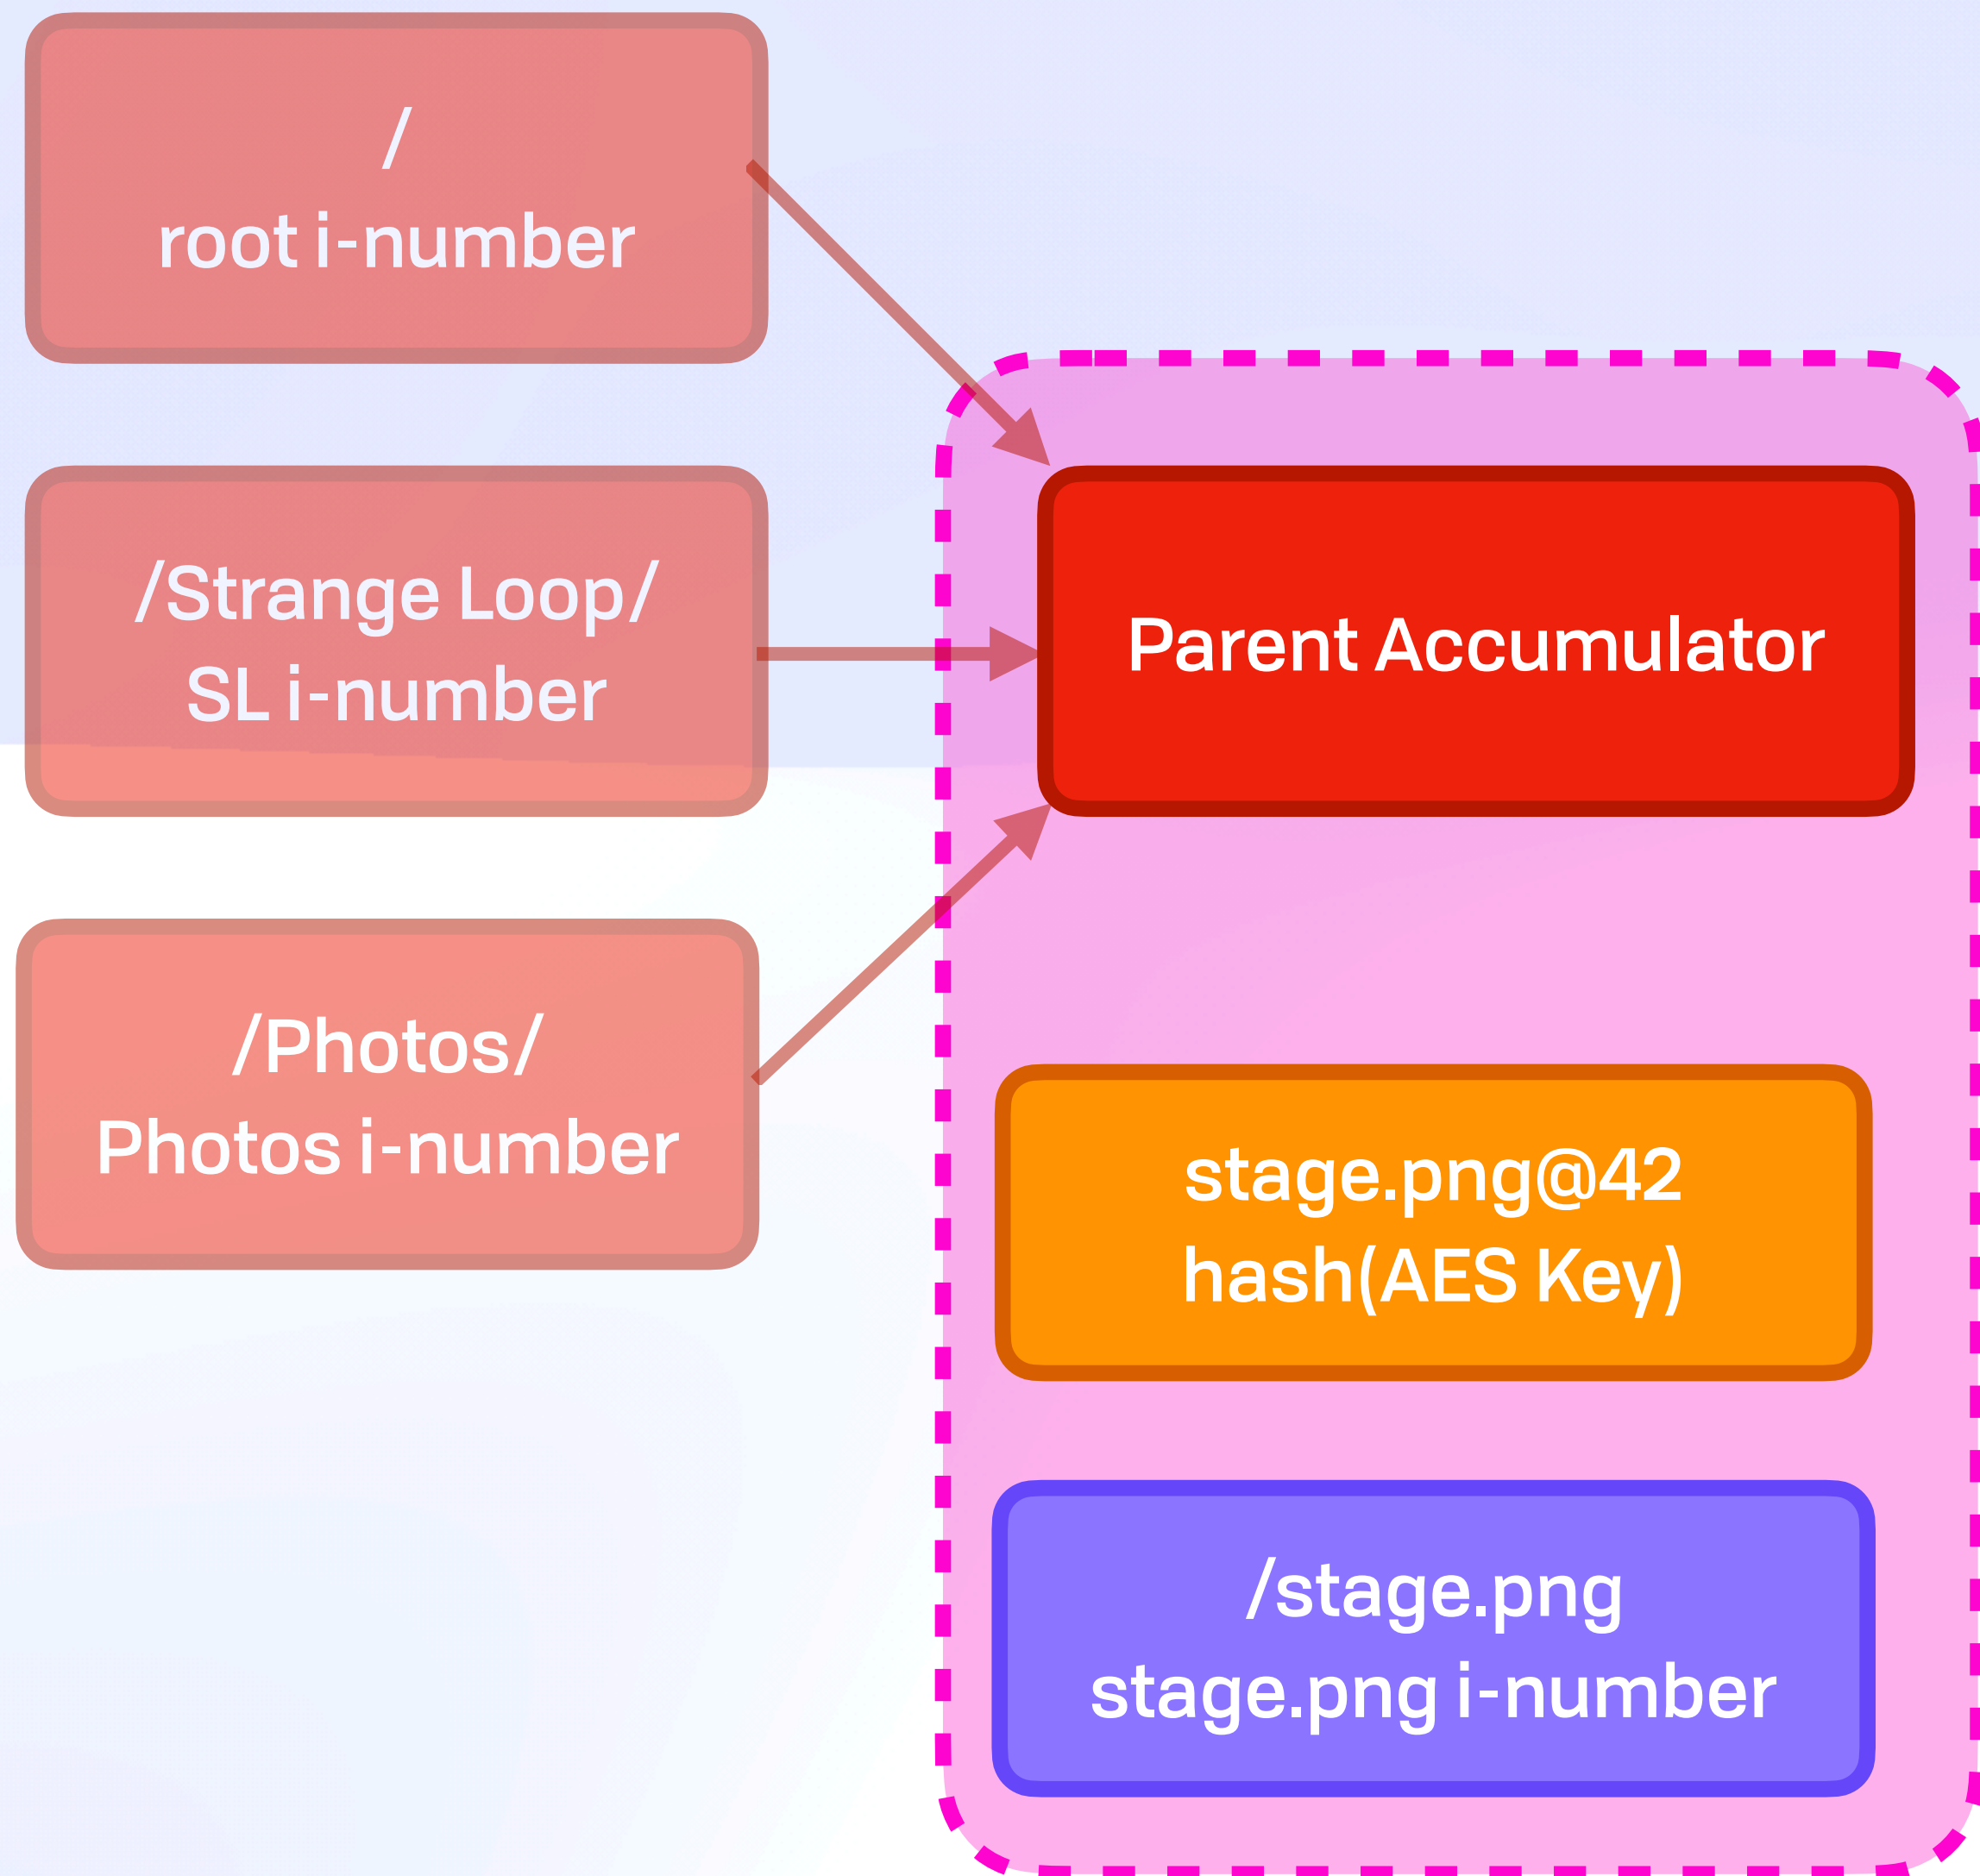 /
root i-number
/Strange Loop/
SL i-number
/Photos/
Photos i-number
Parent Accumulator
stage.png@42
hash(AES Key)
/stage.png
stage.png i-number